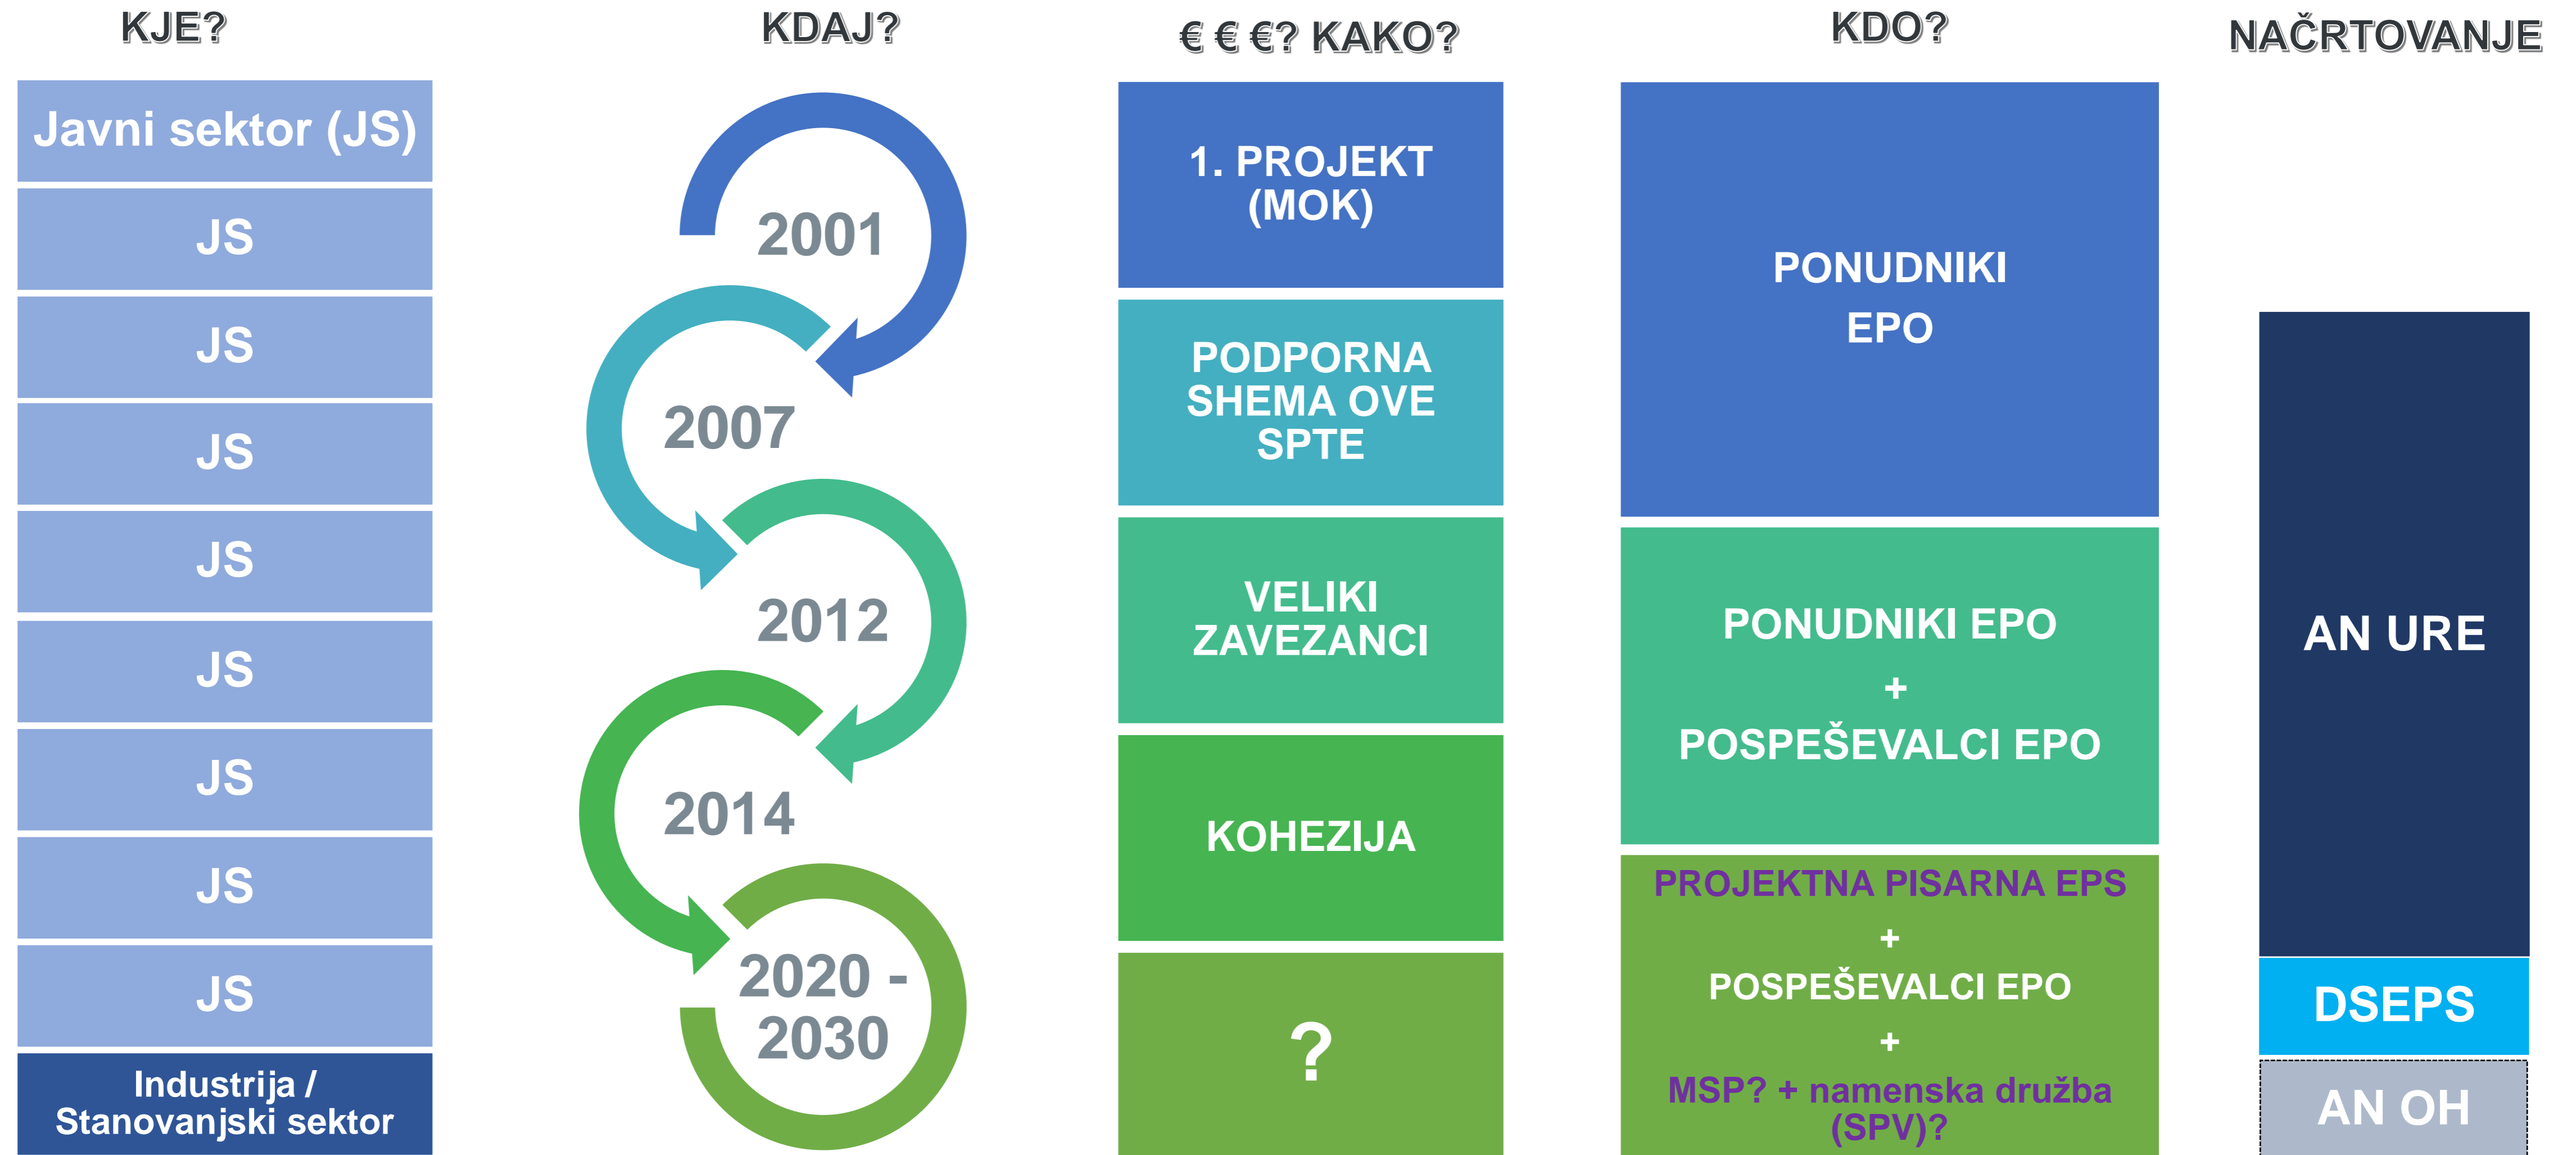 KJE?
Javni sektor (JS)
JS
JS
JS
JS
JS
JS
JS
JS
Industrija /
Stanovanjski sektor
KDAJ?
2001
2007
2012
2014
2020 -
2030
€ € €? KAKO?
1. PROJEKT
(MOK)
PODPORNA
SHEMA OVE
SPTE
VELIKI
ZAVEZANCI
KOHEZIJA
?
KDO?
PONUDNIKI
EPO
PONUDNIKI EPO
+
POSPEŠEVALCI EPO
PROJEKTNA PISARNA EPS
+
POSPEŠEVALCI EPO
+
MSP? + namenska družba
(SPV)?
NAČRTOVANJE
AN URE
DSEPS
AN OH